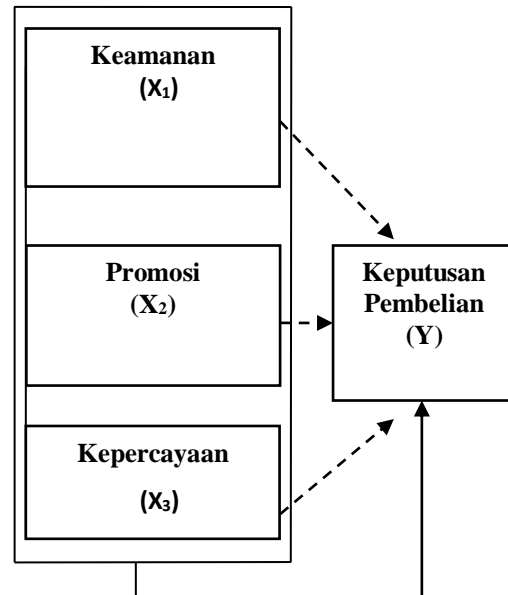 Keamanan
(X₁)
Promosi
(X₂)
Kepercayaan
(X₃)
Keputusan
Pembelian
(Y)